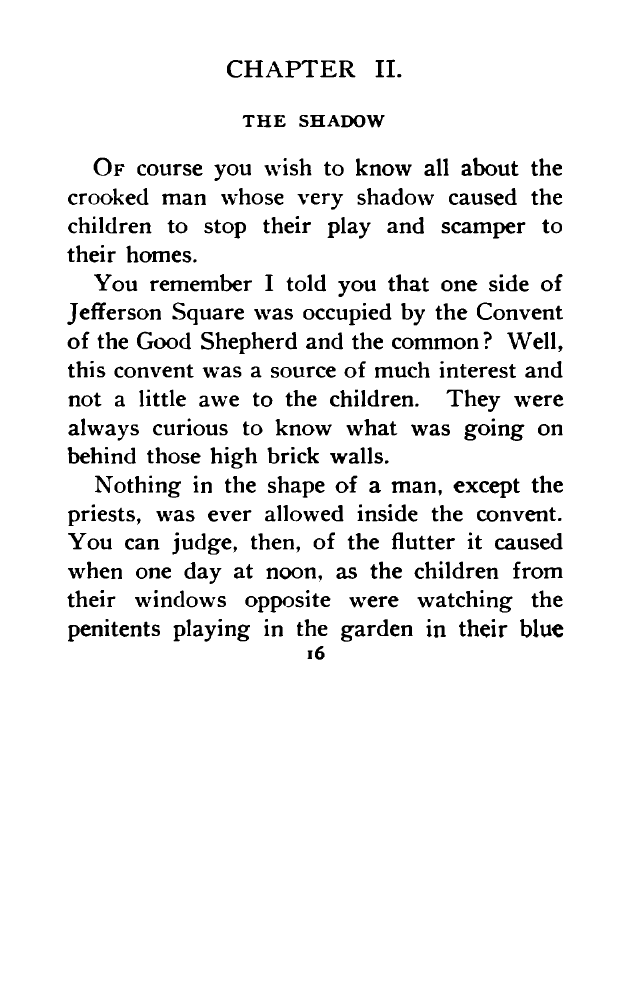 CHAPTER II.
THE SHADOW
OF course you wish to know all about the
crooked man whose very shadow caused the
children to stop their play and scamper to
their homes.
You remember I told you that one side of
Jefferson Square was occupied by the Convent
of the Good Shepherd and the common? Well,
this convent was a source of much interest and
not a little awe to the children. They were
always curious to know what was going on
behind those high brick walls.
Nothing in the shape of a man, except the
priests, was ever allowed inside the convent.
You can judge, then, of the flutter it caused
when one day at noon, as the children from
their windows opposite were watching the
penitents playing in the garden in their blue
16